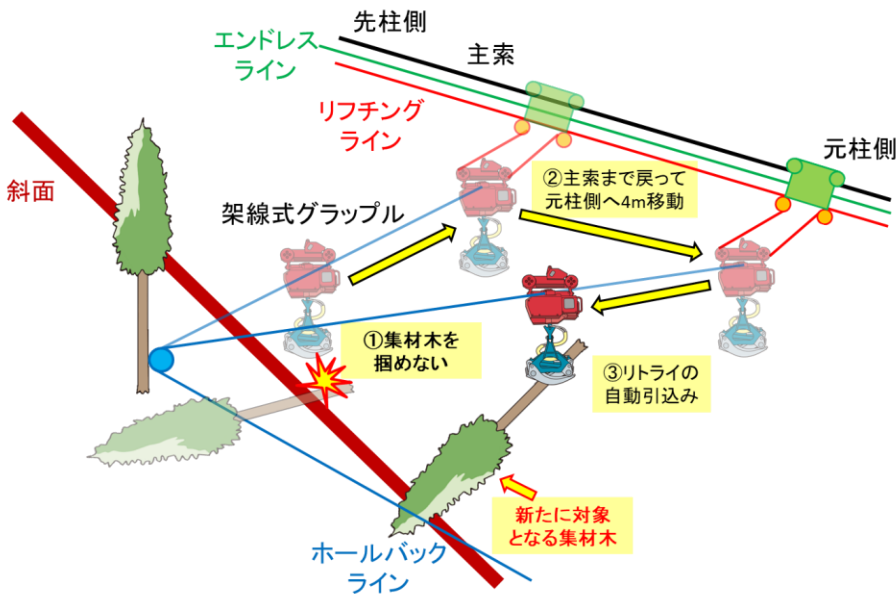 先柱側
エンドレス
ライン
主索
リフチング
ライン
元柱側
斜面
架線式グラップル
②主索まで戻って
元柱側へ4m移動
①集材木を
掴めない
③リトライの
自動引込み
新たに対象
となる集材木
ホールバック
ライン